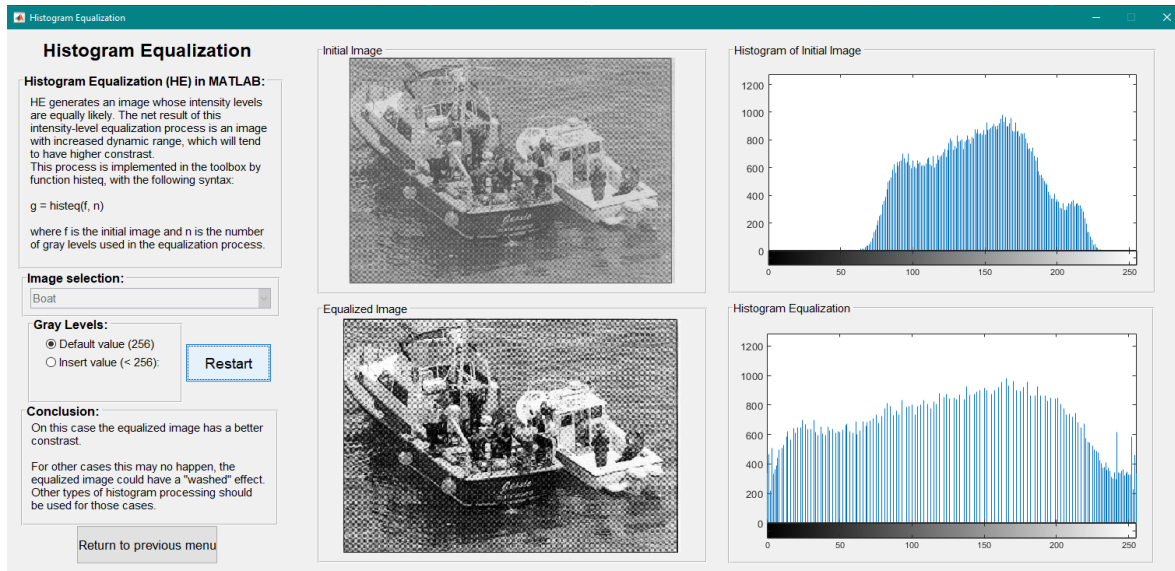 Histogram Equalization
Histogram Equalization
Histogram Equalization (HE) in MATLAB:
HE generates an image whose intensity levels
are equally likely. The net result of this
intensity-level equalization process is an image
with increased dynamic range, which will tend
to have higher constrast.
This process is implemented in the toolbox by
function histeq, with the following syntax:
g = histeq(f, n)
where f is the initial image and n is the number
of gray levels used in the equalization process.
Image selection:
Boat
Gray Levels:
Default value (256)
Insert value (< 256):
Restart
Conclusion:
On this case the equalized image has a better
constrast.
For other cases this may no happen, the
equalized image could have a "washed" effect.
Other types of histogram processing should
be used for those cases.
Return to previous menu
Initial Image
Cassie
Equalized Image
Cassie
Histogram of Initial Image
1200
1000
800
600
400
200
0
0 50 100 150 200 250
Histogram Equalization
1200
1000
800
600
400
200
0
0 50 100 150 200 250